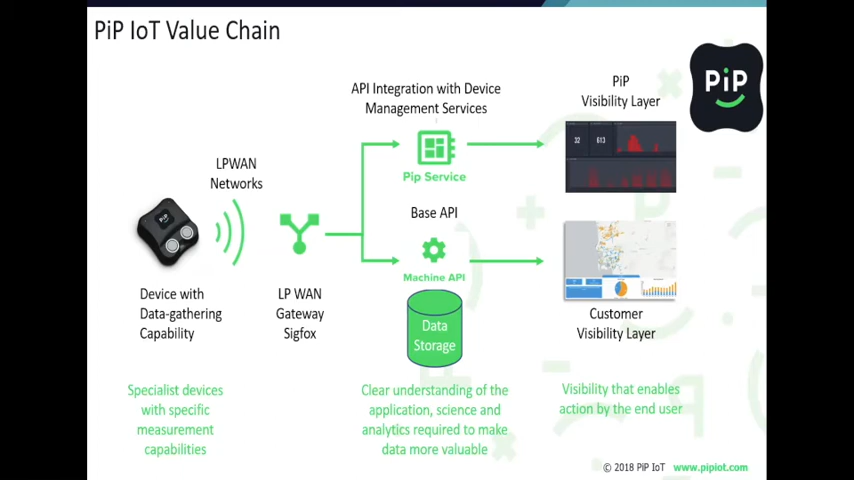 PiP IoT Value Chain
PiP
API Integration with Device
Management Services
PiP
Visibility Layer
32
613
LPWAN
Networks
Pip Service
Base API
PiP
Machine API
Device with
Data-gathering
Capability
LP WAN
Gateway
Sigfox
Data
Storage
Customer
Visibility Layer
Specialist devices
with specific
measurement
capabilities
Clear understanding of the
application, science and
analytics required to make
data more valuable
Visibility that enables
action by the end user
© 2018 PiP IoT www.pipiot.com